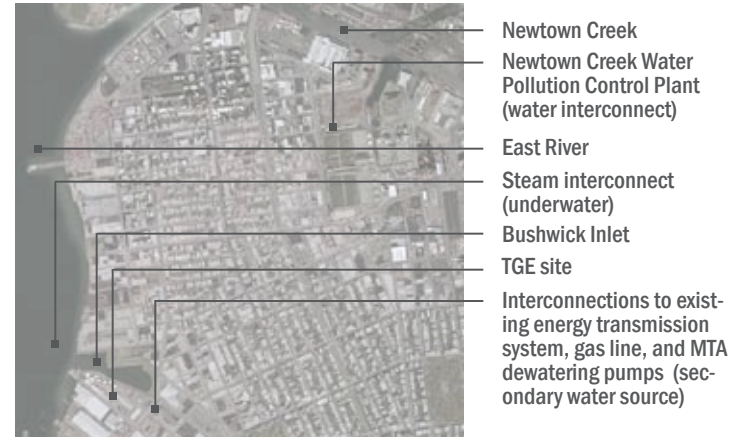 Newtown Creek
Newtown Creek Water
Pollution Control Plant
(water interconnect)
East River
Steam interconnect
(underwater)
Bushwick Inlet
TGE site
Interconnections to exist-
ing energy transmission
system, gas line, and MTA
dewatering pumps (sec-
ondary water source)